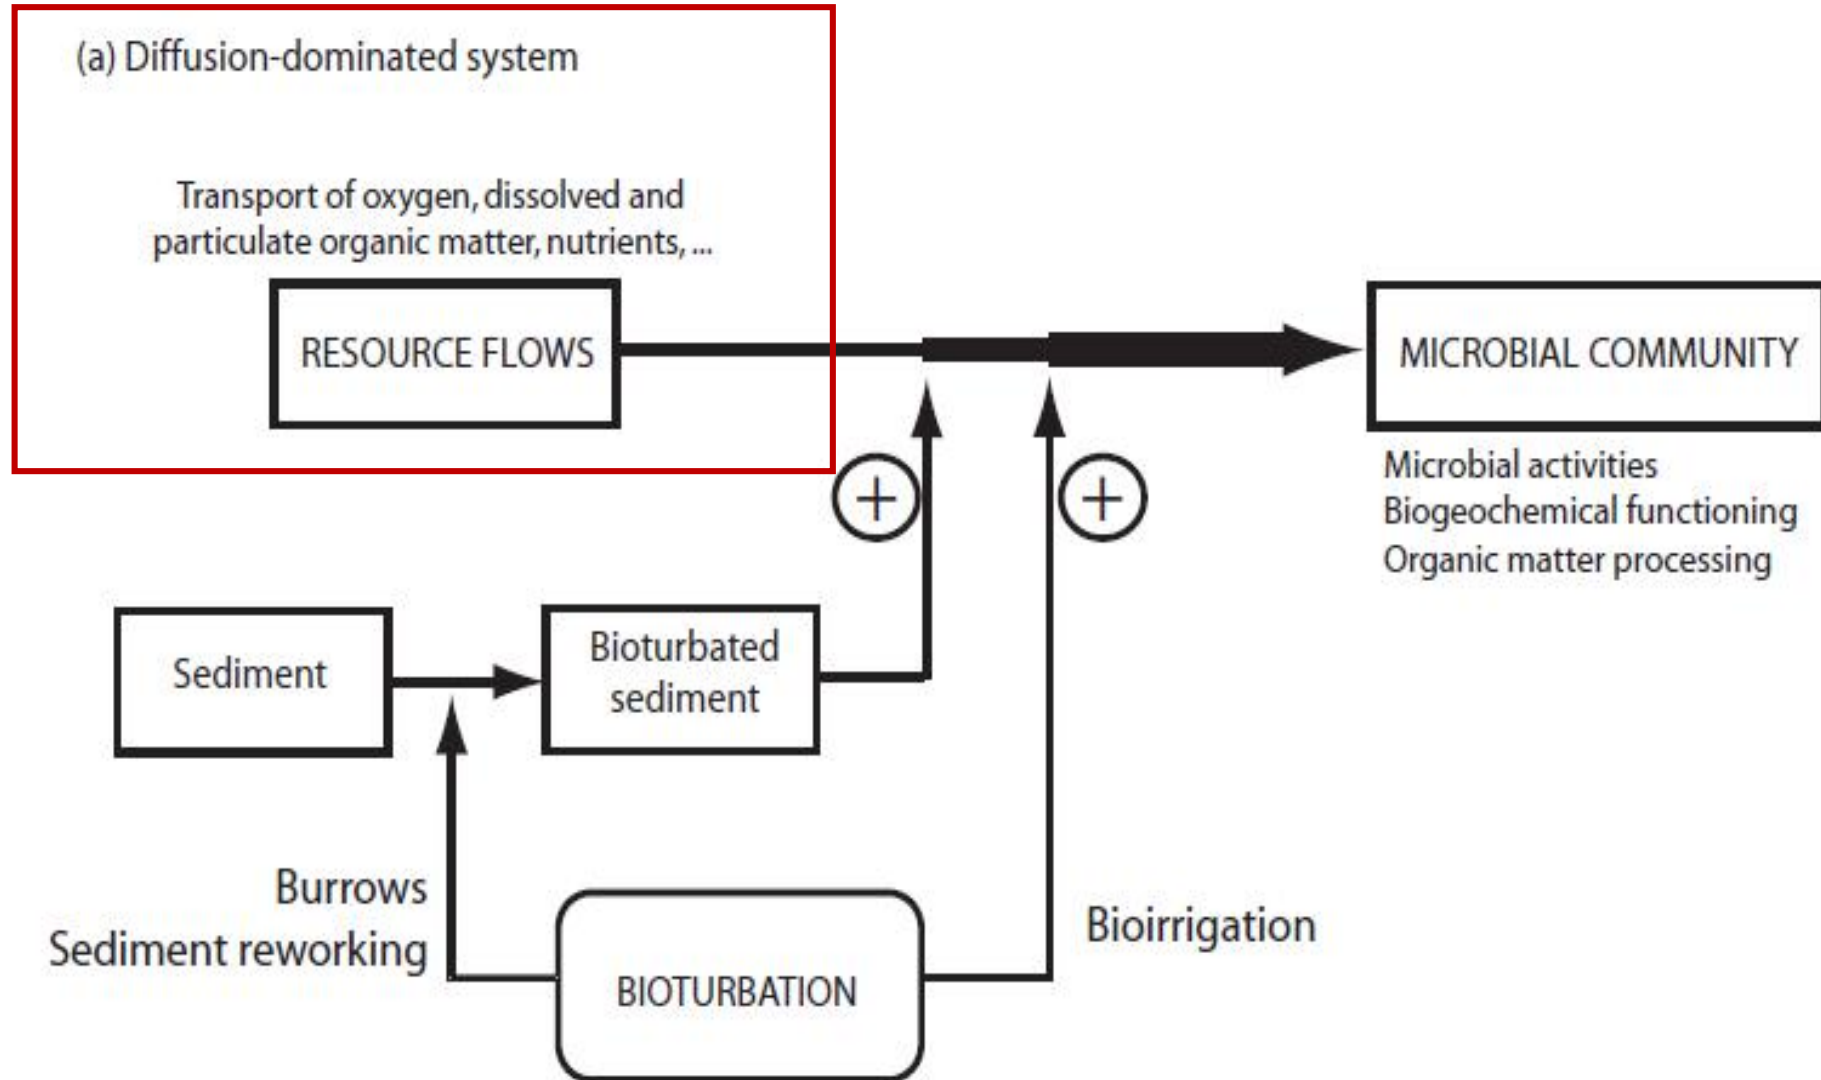 (a) Diffusion-dominated system
Transport of oxygen, dissolved and
particulate organic matter, nutrients, ...
RESOURCE FLOWS
MICROBIAL COMMUNITY
Microbial activities
Biogeochemical functioning
Organic matter processing
+
+
Sediment
Bioturbated
sediment
Burrows
Sediment reworking
BIOTURBATION
Bioirrigation